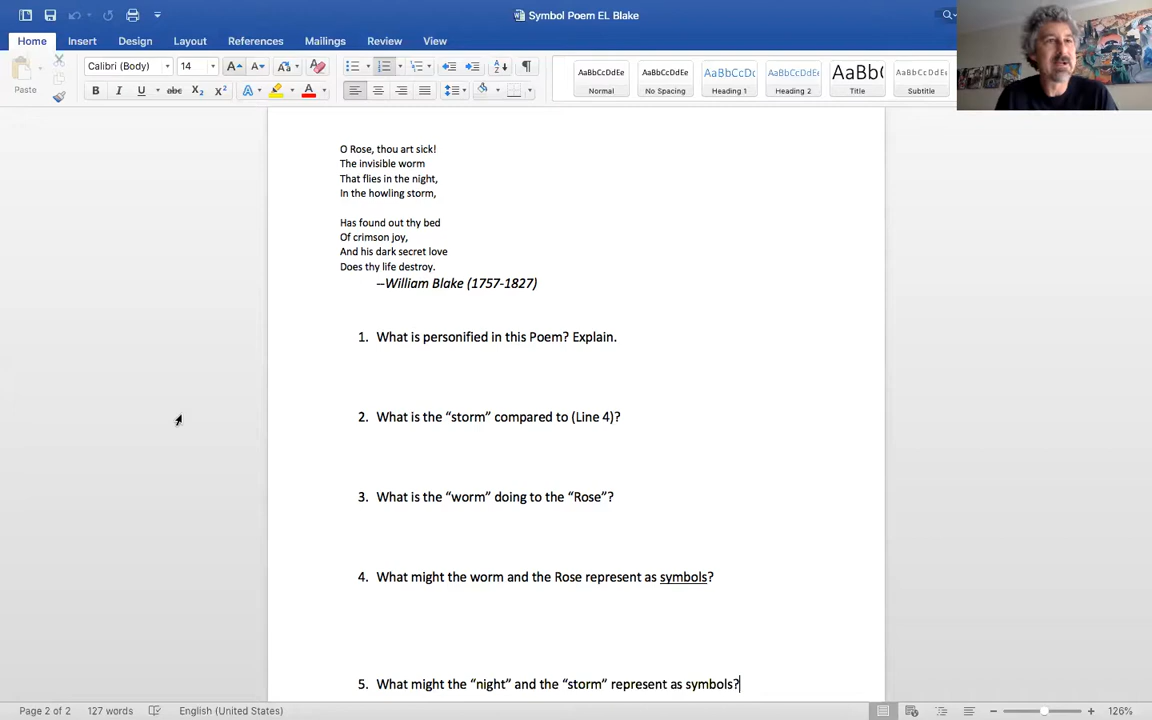 Symbol Poem EL Blake
Home Insert Design Layout References Mailings Review View
Paste
Calibri (Body) 14
AaBbCcDdEe AaBbCcDdEe AaBbCcDc AaBbCcDdEe AaBbC AaBbCcDdEe
Normal No Spacing Heading 1 Heading 2 Title Subtitle
O Rose, thou art sick!
The invisible worm
That flies in the night,
In the howling storm,
Has found out thy bed
Of crimson joy,
And his dark secret love
Does thy life destroy.
--William Blake (1757-1827)
1. What is personified in this Poem? Explain.
2. What is the “storm” compared to (Line 4)?
3. What is the “worm” doing to the “Rose”?
4. What might the worm and the Rose represent as symbols?
5. What might the “night” and the “storm” represent as symbols?
Page 2 of 2 127 words English (United States) 126%